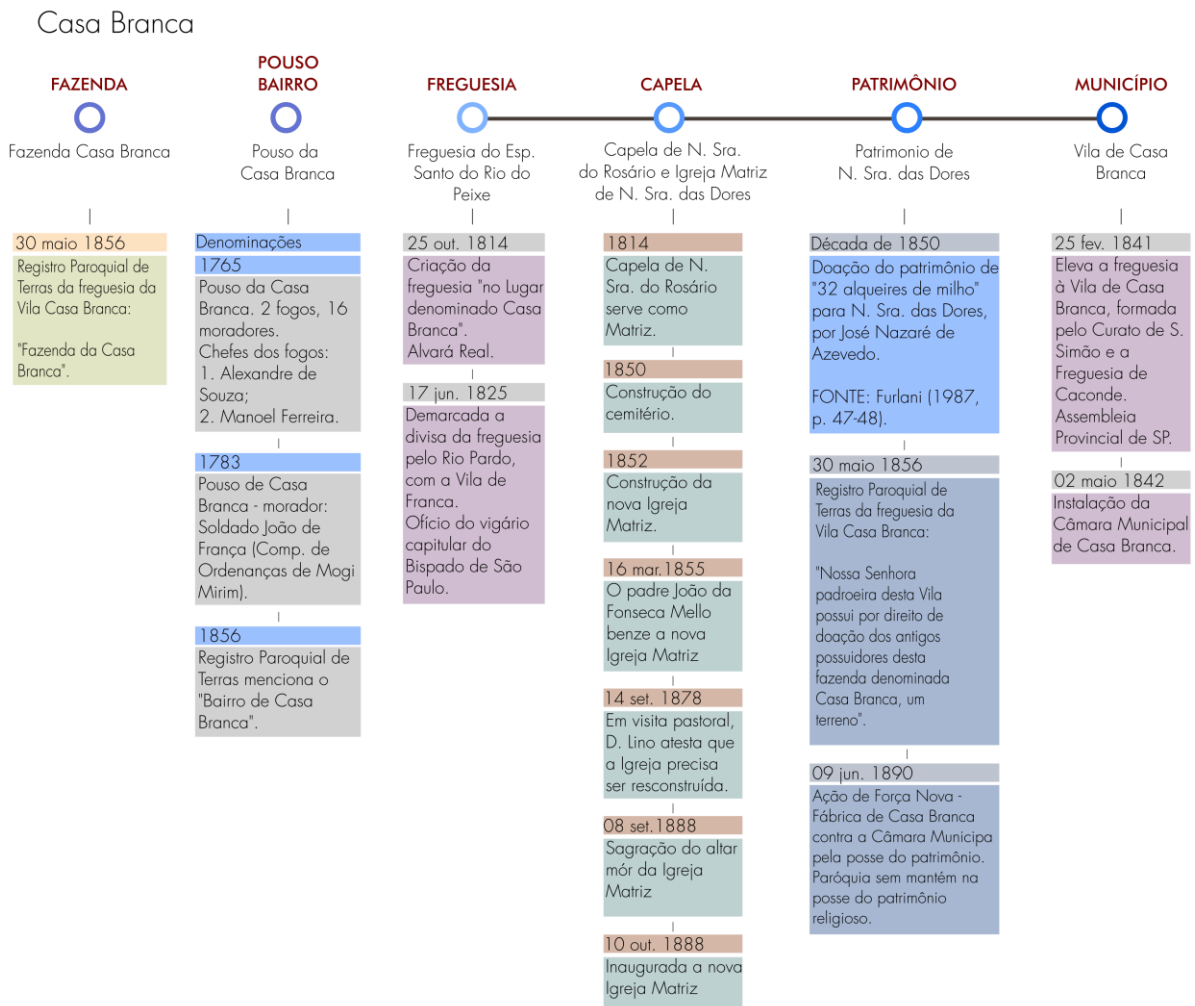 Casa Branca
FAZENDA
Fazenda Casa Branca
30 maio 1856
Registro Paroquial de
Terras da freguesia da
Vila Casa Branca:
"Fazenda da Casa
Branca".
POUSO
BAIRRO
Pouso da
Casa Branca
Denominações
1765
Pouso da Casa
Branca. 2 fogos, 16
moradores.
Chefes dos fogos:
1. Alexandre de
Souza;
2. Manoel Ferreira.
1783
Pouso de Casa
Branca - morador:
Soldado João de
França (Comp. de
Ordenanças de Mogi
Mirim).
1856
Registro Paroquial de
Terras menciona o
"Bairro de Casa
Branca".
FREGUESIA
Freguesia do Esp.
Santo do Rio do
Peixe
25 out. 1814
Criação da
freguesia "no Lugar
denominado Casa
Branca".
Alvará Real.
17 jun. 1825
Demarcada a
divisa da freguesia
pelo Rio Pardo,
com a Vila de
Franca.
Ofício do vigário
capitular do
Bispado de São
Paulo.
CAPELA
Capela de N. Sra.
do Rosário e Igreja Matriz
de N. Sra. das Dores
1814
Capela de N.
Sra. do Rosário
serve como
Matriz.
1850
Construção do
cemitério.
1852
Construção da
nova Igreja
Matriz.
16 mar.1855
O padre João da
Fonseca Mello
benze a nova
Igreja Matriz
14 set. 1878
Em visita pastoral,
D. Lino atesta que
a Igreja precisa
ser resconstruída.
08 set.1888
Sagração do altar
mór da Igreja
Matriz
10 out. 1888
Inaugurada a nova
Igreja Matriz
PATRIMÔNIO
Patrimonio de
N. Sra. das Dores
Década de 1850
Doação do patrimônio de
"32 alqueires de milho"
para N. Sra. das Dores,
por José Nazaré de
Azevedo.
FONTE: Furlani (1987,
p. 47-48).
30 maio 1856
Registro Paroquial de
Terras da freguesia da
Vila Casa Branca:
"Nossa Senhora
padroeira desta Vila
possui por direito de
doação dos antigos
possuidores desta
fazenda denominada
Casa Branca, um
terreno".
09 jun. 1890
Ação de Força Nova -
Fábrica de Casa Branca
contra a Câmara Municipa
pela posse do patrimônio.
Paróquia sem mantém na
posse do patrimônio
religioso.
MUNICÍPIO
Vila de Casa
Branca
25 fev. 1841
Eleva a freguesia
à Vila de Casa
Branca, formada
pelo Curato de S.
Simão e a
Freguesia de
Caconde.
Assembleia
Provincial de SP.
02 maio 1842
Instalação da
Câmara Municipal
de Casa Branca.